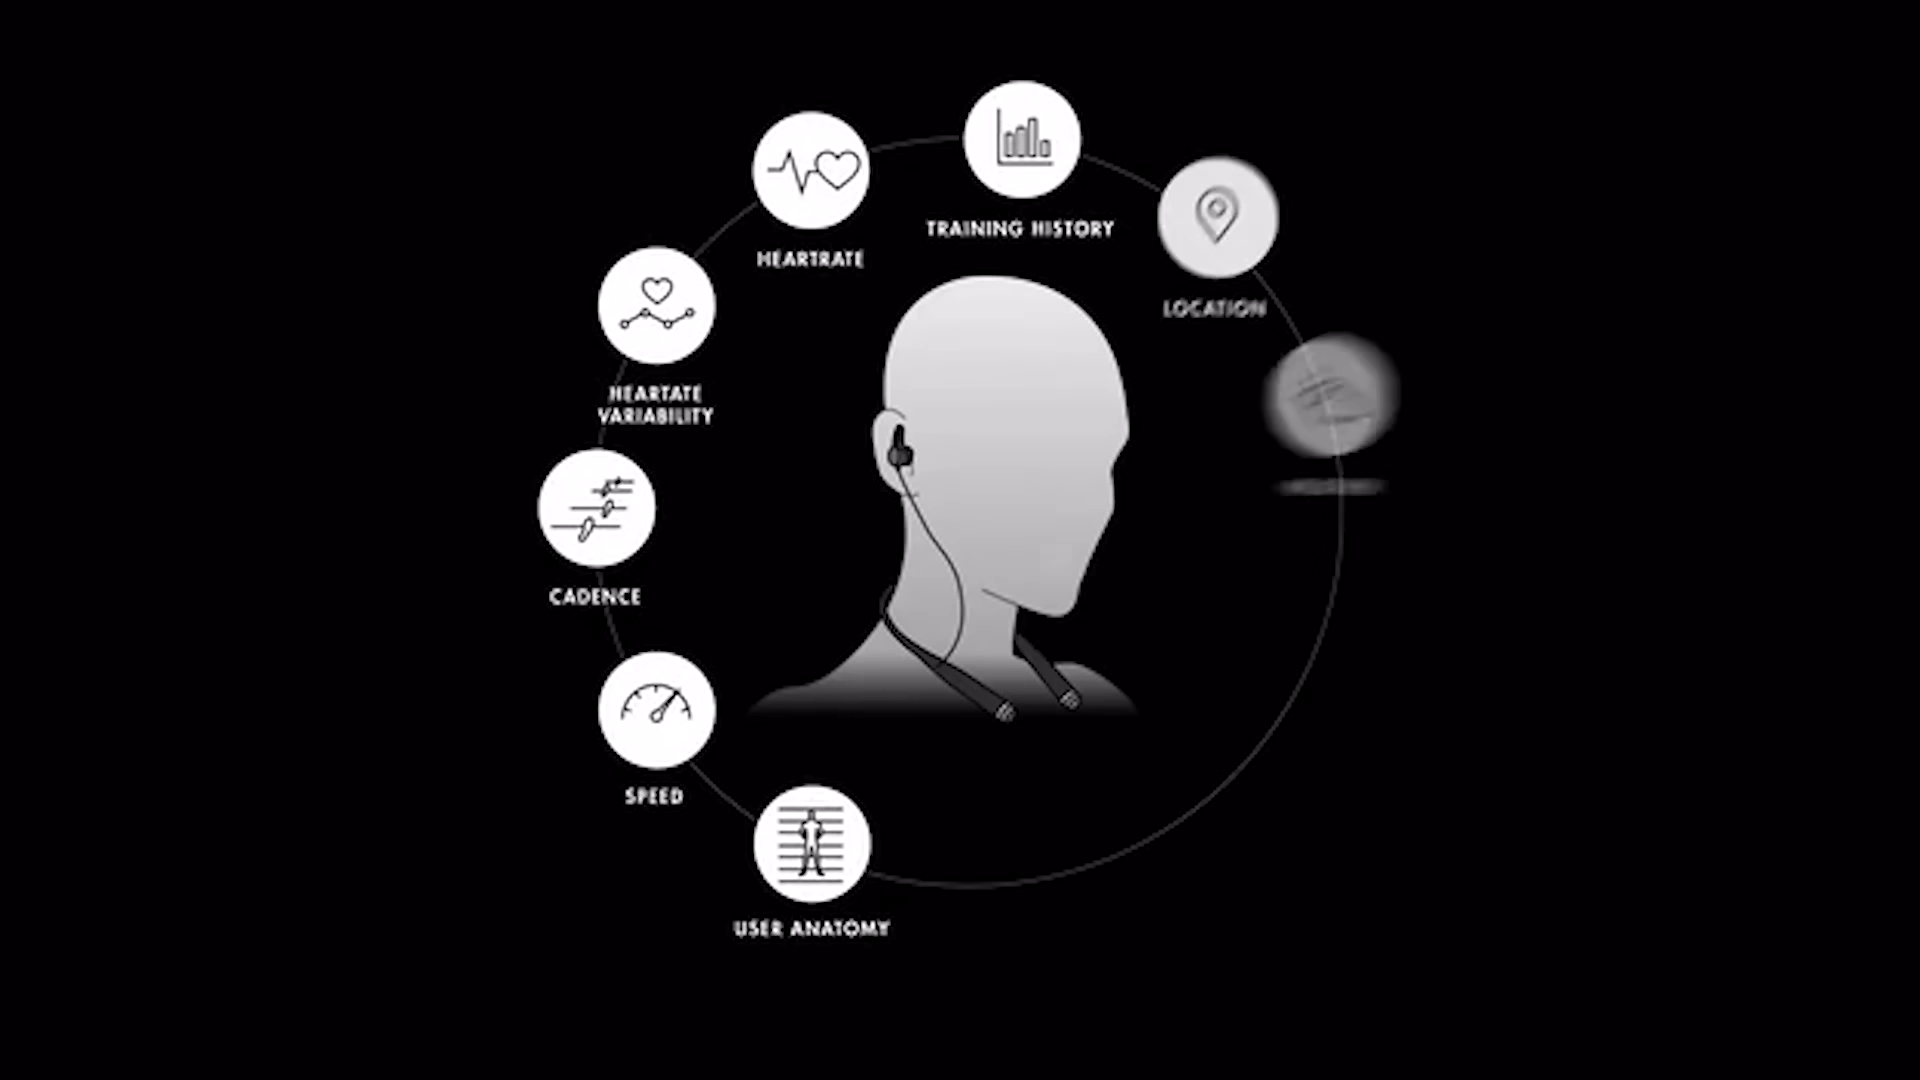 TRAINING HISTORY
HEARTRATE
LOCATION
HEARTATE
VARIABILITY
CADENCE
SPEED
USER ANATOMY